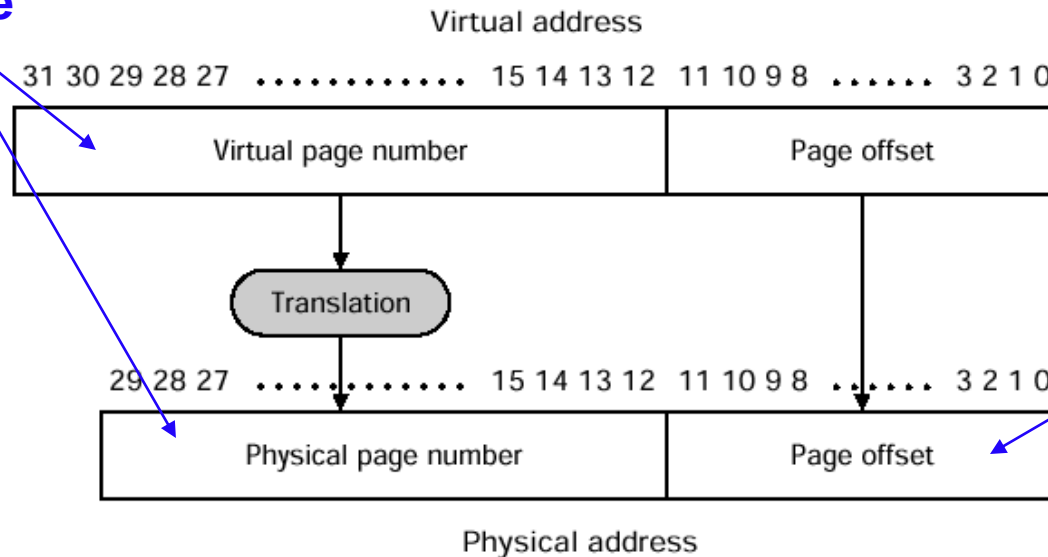 Virtual address
31 30 29 28 27 ............ 15 14 13 12 11 10 9 8 ...... 3 2 1 0
Virtual page number Page offset
Translation
29 28 27 ............ 15 14 13 12 11 10 9 8 ...... 3 2 1 0
Physical page number Page offset
Physical address